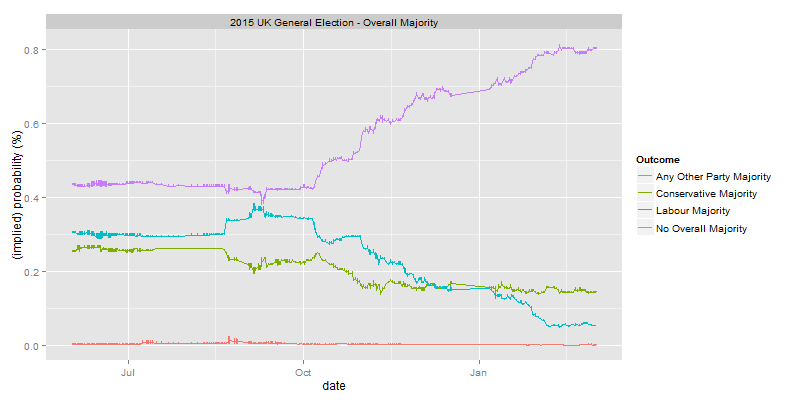 2015 UK General Election - Overall Majority
(implied) probability (%)
0.8
0.6
0.4
0.2
0.0
Jul
Oct
Jan
date
Outcome
Any Other Party Majority
Conservative Majority
Labour Majority
No Overall Majority